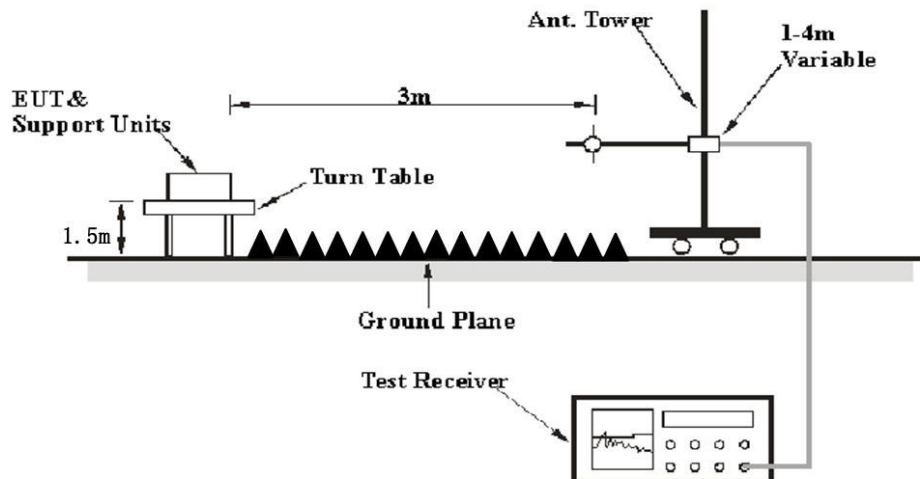 Ant. Tower
1-4m
Variable
EUT&
Support Units
3m
Turn Table
1.5m
Ground Plane
Test Receiver